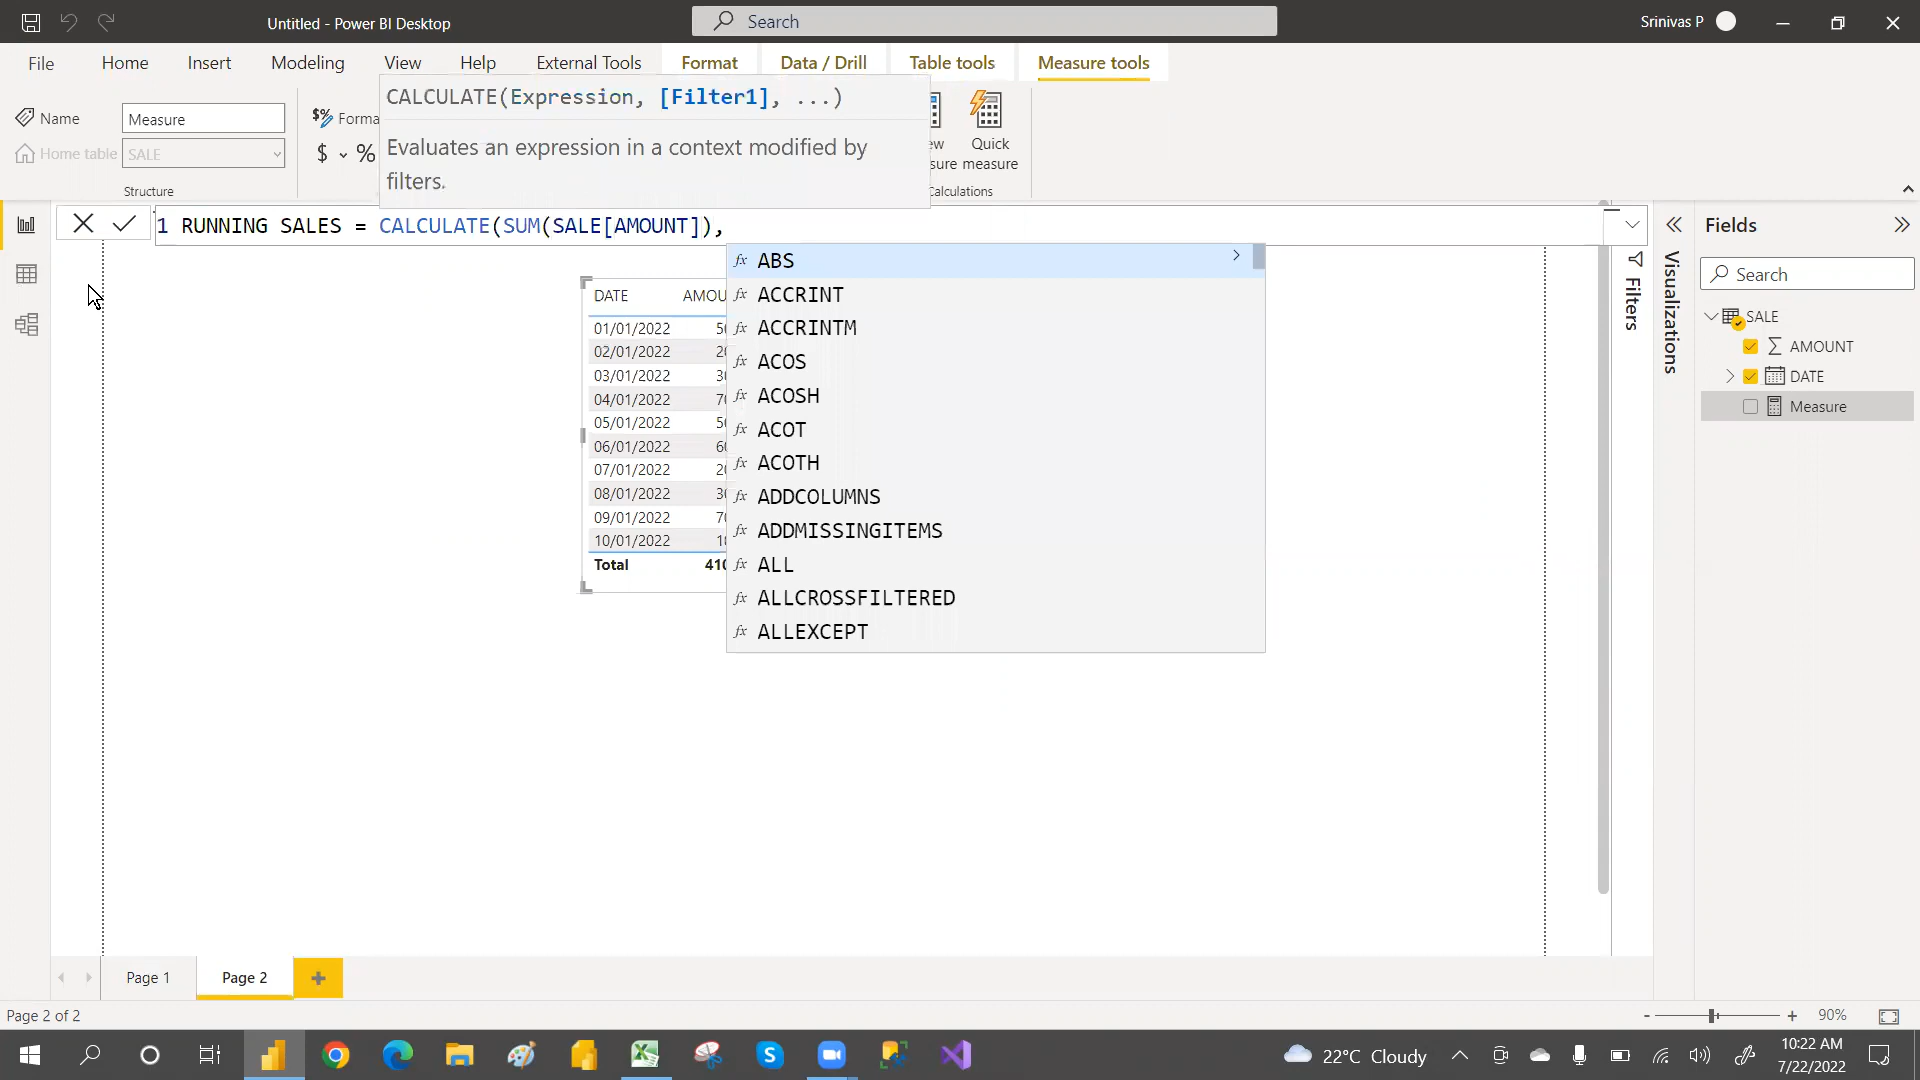 Untitled - Power BI Desktop
Search
Srinivas P
File
Home
Insert
Modeling
View
Help
External Tools
Format
Data / Drill
Table tools
Measure tools
Name
Measure
Home table
SALE
Structure
$ %
CALCULATE(Expression, [Filter1], ...)
Evaluates an expression in a context modified by
filters.
Quick
measure
1 RUNNING SALES = CALCULATE(SUM(SALE[AMOUNT]),
ABS
ACCRINT
ACCRINTM
ACOS
ACOSH
ACOT
ACOTH
ADDCOLUMNS
ADDMISSINGITEMS
ALL
ALLCROSSFILTERED
ALLEXCEPT
DATE
01/01/2022
02/01/2022
03/01/2022
04/01/2022
05/01/2022
06/01/2022
07/01/2022
08/01/2022
09/01/2022
10/01/2022
Total
Filters
Visualizations
Fields
Search
SALE
AMOUNT
DATE
Measure
Page 1
Page 2
Page 2 of 2
- + 90%
22°C Cloudy
10:22 AM
7/22/2022